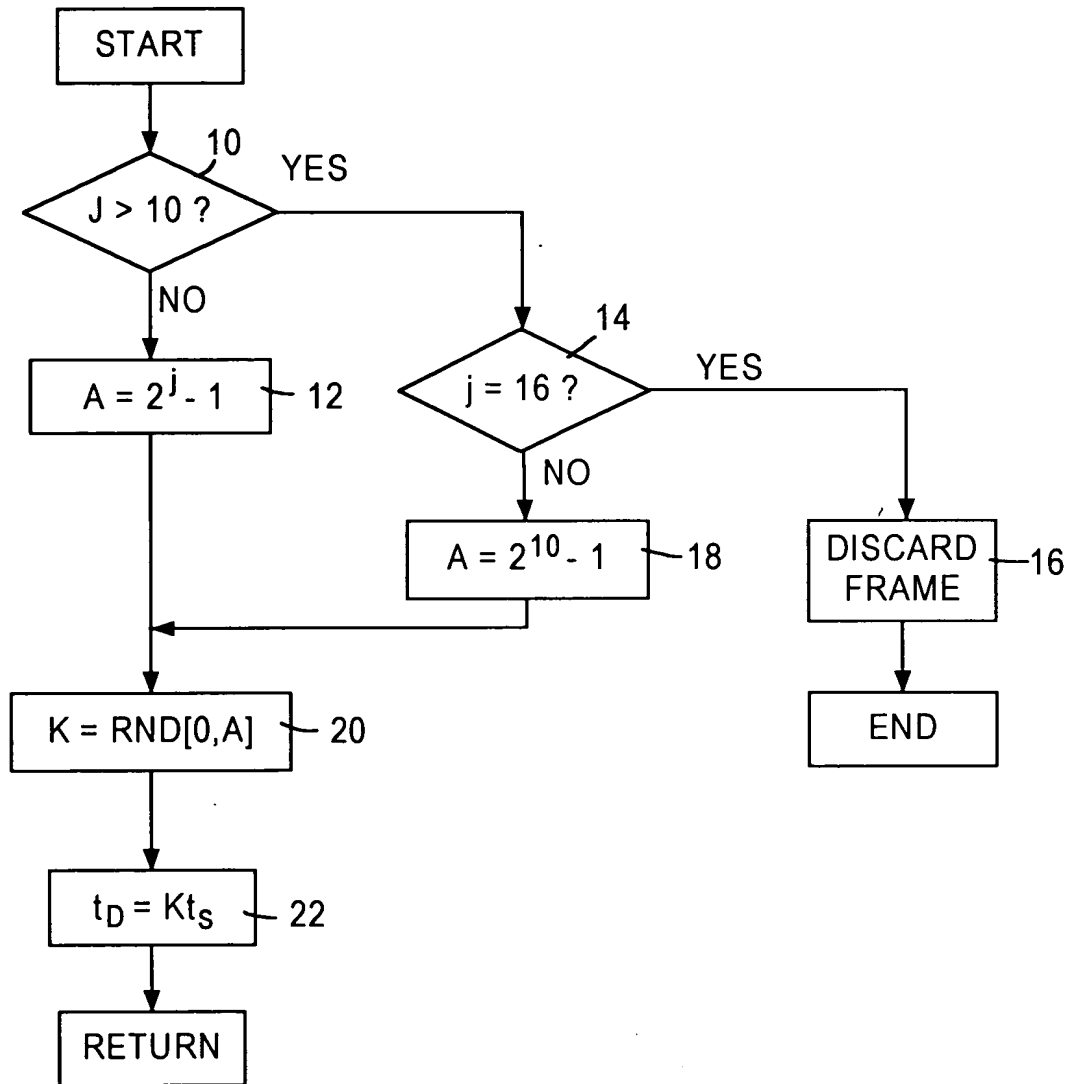 START
10
YES
J > 10 ?
NO
14
A = 2^j - 1
12
j = 16 ?
YES
NO
A = 2^10 - 1
18
DISCARD
FRAME
16
K = RND[0,A]
20
END
t_D = Kt_S
22
RETURN